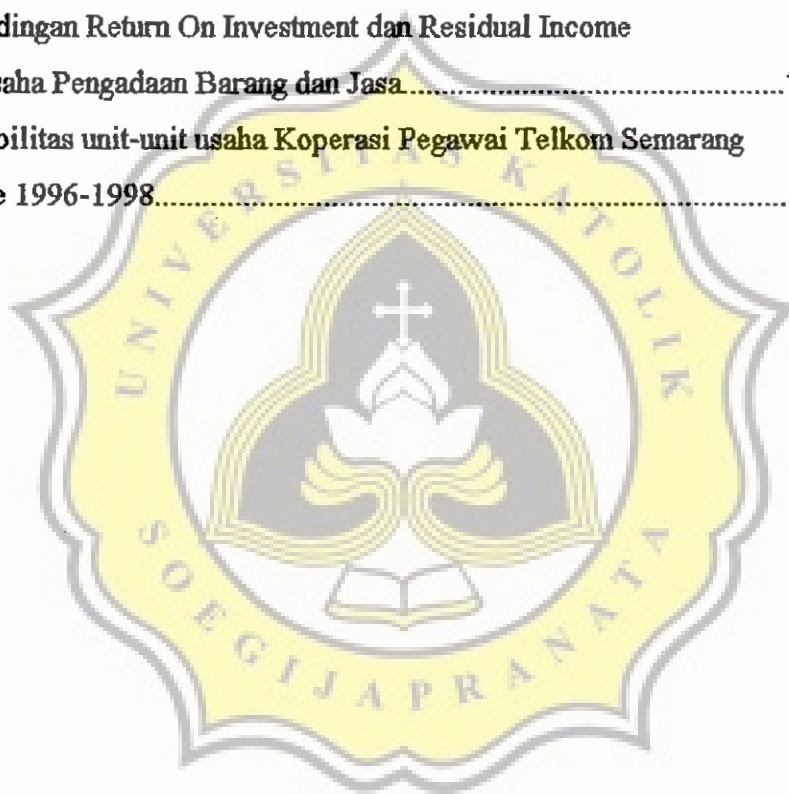 dingan Return On Investment dan Residual Income
saha Pengadaan Barang dan Jasa
bilitas unit-unit usaha Koperasi Pegawai Telkom Semarang
e 1996-1998
UNIVERSITAS KATOLIK
SOEGIJAPRANATA